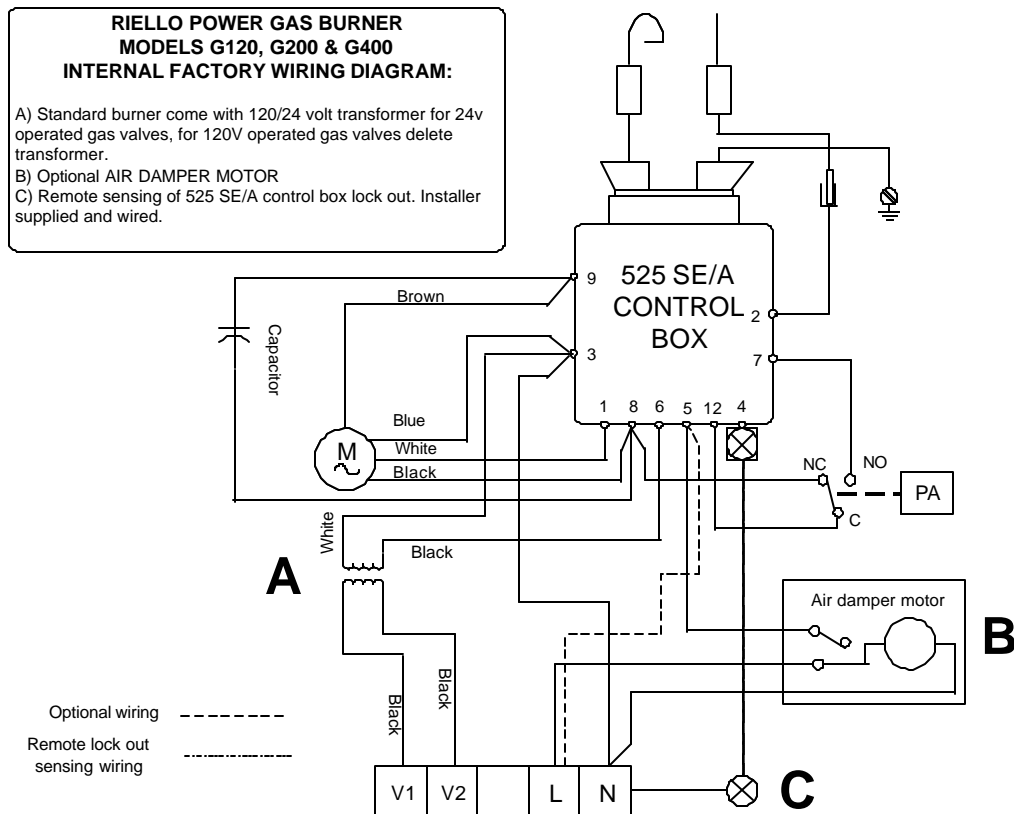 RIELLO POWER GAS BURNER
MODELS G120, G200 & G400
INTERNAL FACTORY WIRING DIAGRAM:
A) Standard burner come with 120/24 volt transformer for 24v
operated gas valves, for 120V operated gas valves delete
transformer.
B) Optional AIR DAMPER MOTOR
C) Remote sensing of 525 SE/A control box lock out. Installer
supplied and wired.
525 SE/A
CONTROL
BOX
9
3
2
7
1
8
6
5
12
4
Brown
Capacitor
Blue
White
Black
M
NC
NO
PA
C
White
Black
A
Air damper motor
B
Black
Black
Optional wiring
Remote lock out
sensing wiring
V1
V2
L
N
C